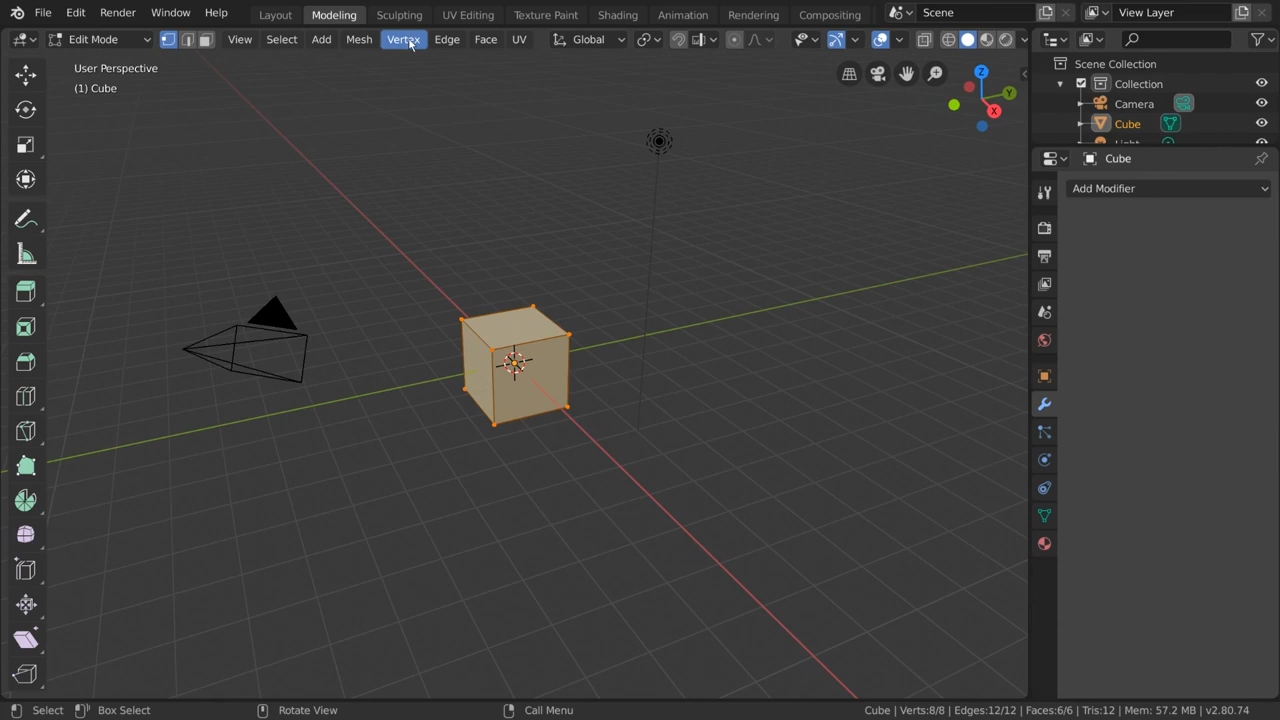 File Edit Render Window Help Layout Modeling Sculpting UV Editing Texture Paint Shading Animation Rendering Compositing Scene View Layer
Edit Mode View Select Add Mesh Vertex Edge Face UV Global
User Perspective
(1) Cube
Z
Y
X
Scene Collection
Collection
Camera
Cube
Cube
Add Modifier
Select Box Select Rotate View Call Menu Cube | Verts:8/8 | Edges:12/12 | Faces:6/6 | Tris:12 | Mem: 57.2 MB | v2.80.74